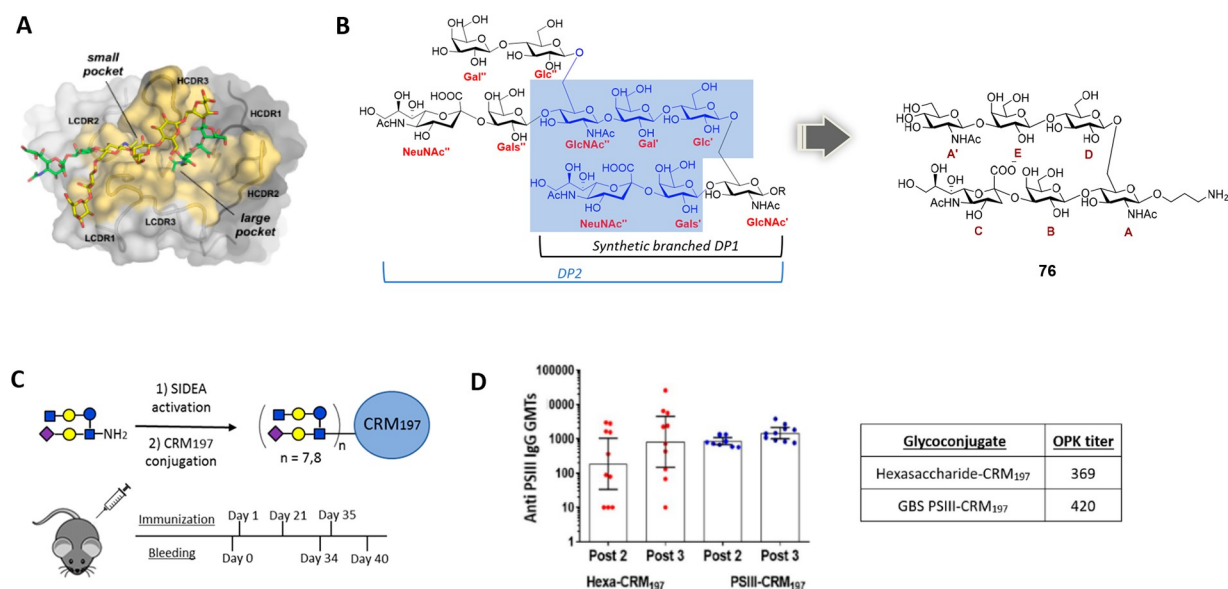 A
small
pocket
HCDR3
LCDR2
HCDR1
HCDR2
LCDR3
LCDR1
large
pocket
B
Gal"
Glc"
NeuNAc"
Gals"
GlcNAc"
Gal'
Glc'
NeuNAc"
Gals'
GlcNAc'
Synthetic branched DP1
DP2
A'
E
D
C
B
A
76
C
1) SIDEA
activation
2) CRM197
conjugation
NH2
n
n = 7,8
CRM197
Immunization
Day 1
Day 21
Day 35
Bleeding
Day 0
Day 34
Day 40
D
Anti PSIII IgG GMTs
100000
10000
1000
100
10
1
Post 2
Post 3
Post 2
Post 3
Hexa-CRM197
PSIII-CRM197
Glycoconjugate
OPK titer
Hexasaccharide-CRM197
369
GBS PSIII-CRM197
420